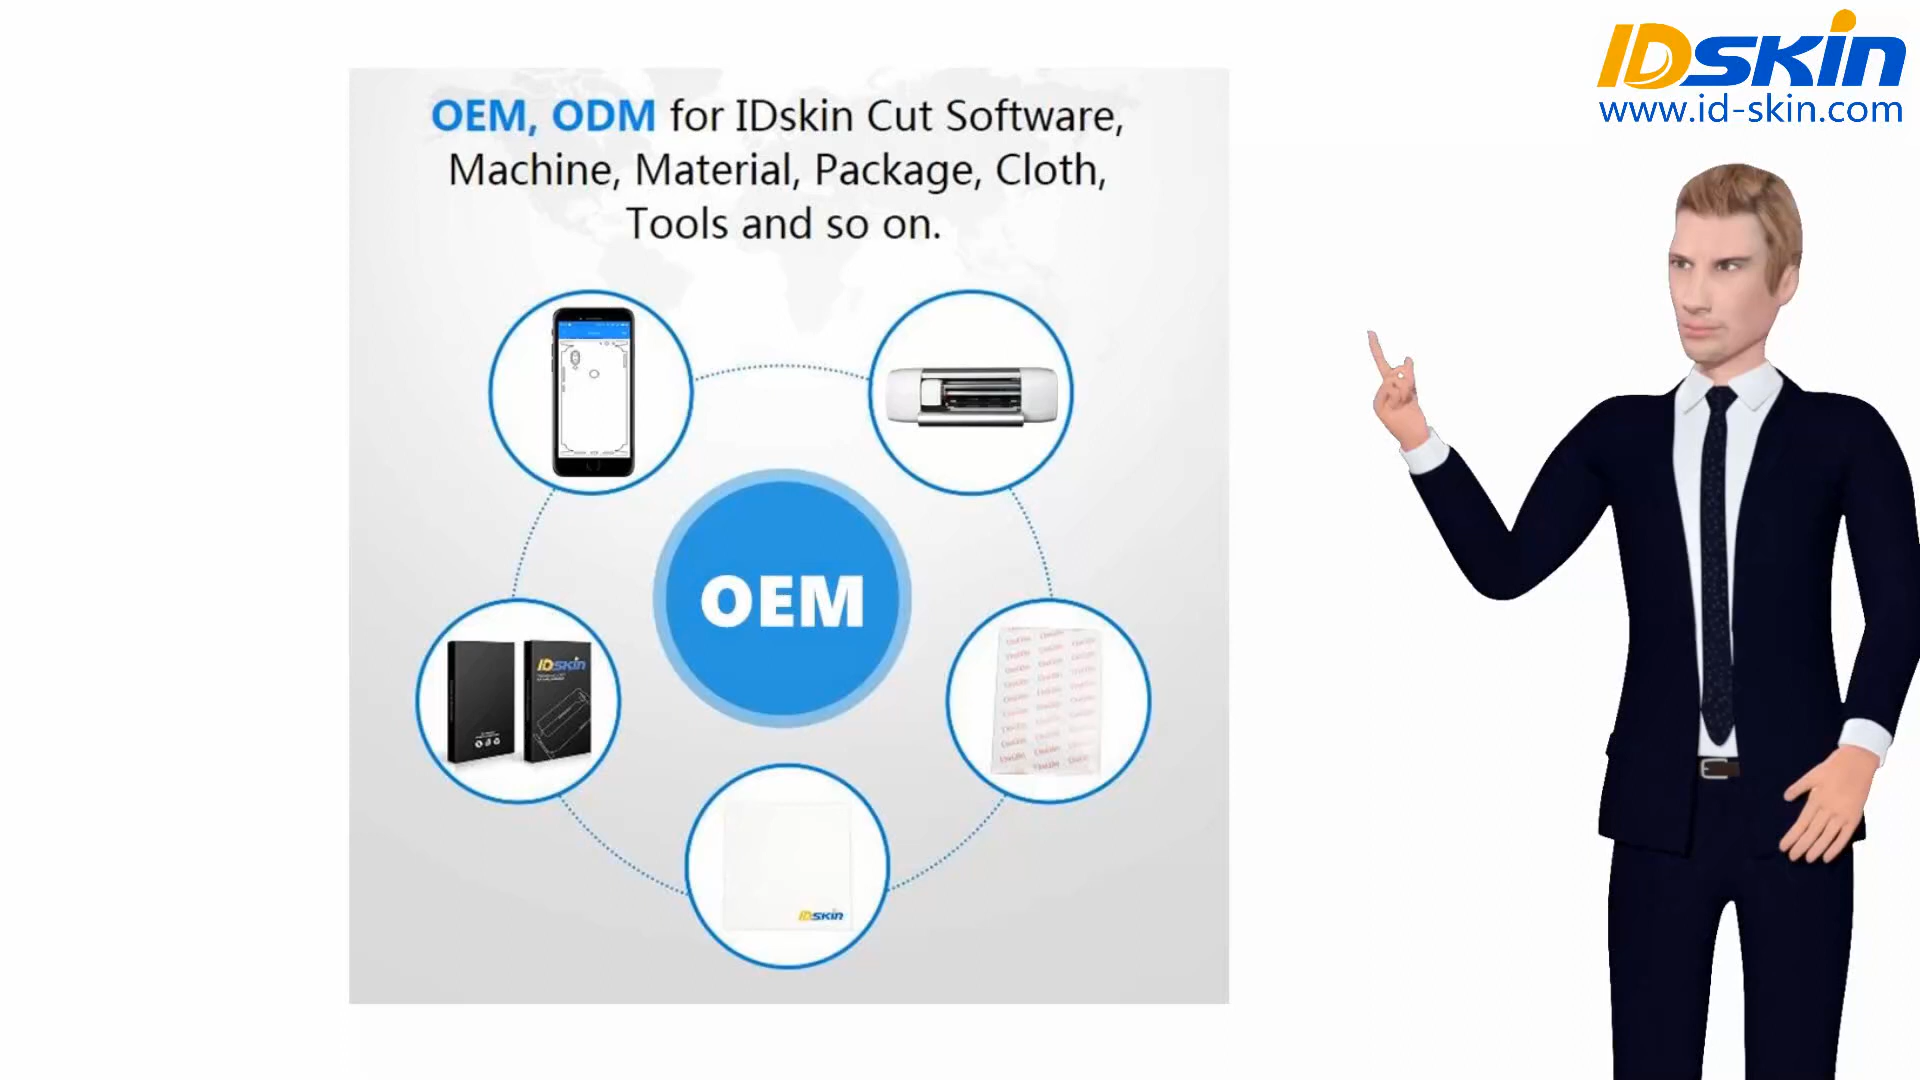 IDskin
www.id-skin.com
OEM, ODM for IDskin Cut Software,
Machine, Material, Package, Cloth,
Tools and so on.
OEM
IDskin
IDskin